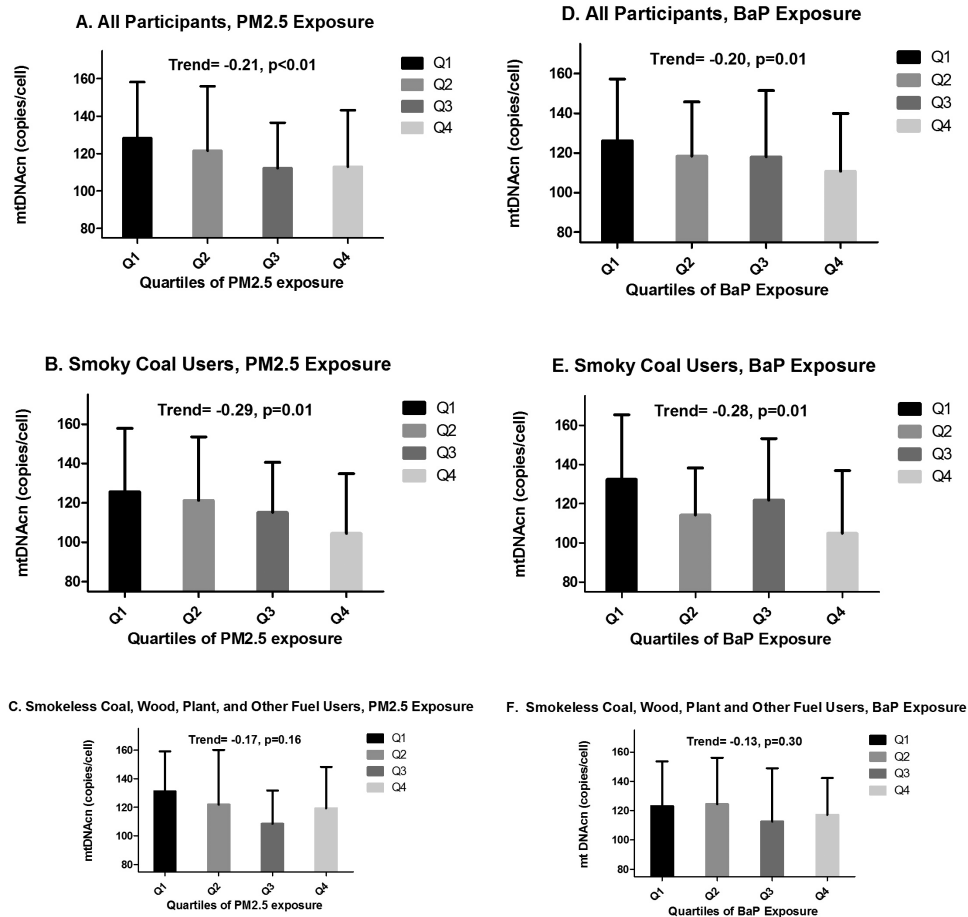 A. All Participants, PM2.5 Exposure
Trend= -0.21, p<0.01
mtDNAcn (copies/cell)
160
140
120
100
80
Q1
Q2
Q3
Q4
Quartiles of PM2.5 exposure
Q1
Q2
Q3
Q4
D. All Participants, BaP Exposure
Trend= -0.20, p=0.01
mtDNAcn (copies/cell)
160
140
120
100
80
Q1
Q2
Q3
Q4
Quartiles of BaP Exposure
Q1
Q2
Q3
Q4
B. Smoky Coal Users, PM2.5 Exposure
Trend= -0.29, p=0.01
mtDNAcn (copies/cell)
160
140
120
100
80
Q1
Q2
Q3
Q4
Quartiles of PM2.5 exposure
Q1
Q2
Q3
Q4
E. Smoky Coal Users, BaP Exposure
Trend= -0.28, p=0.01
mtDNAcn (copies/cell)
160
140
120
100
80
Q1
Q2
Q3
Q4
Quartiles of BaP Exposure
Q1
Q2
Q3
Q4
C. Smokeless Coal, Wood, Plant, and Other Fuel Users, PM2.5 Exposure
Trend= -0.17, p=0.16
mtDNAcn (copies/cell)
160
140
120
100
80
Q1
Q2
Q3
Q4
Quartiles of PM2.5 exposure
Q1
Q2
Q3
Q4
F. Smokeless Coal, Wood, Plant and Other Fuel Users, BaP Exposure
Trend= -0.13, p=0.30
mt DNAcn (copies/cell)
160
140
120
100
80
Q1
Q2
Q3
Q4
Quartiles of BaP Exposure
Q1
Q2
Q3
Q4